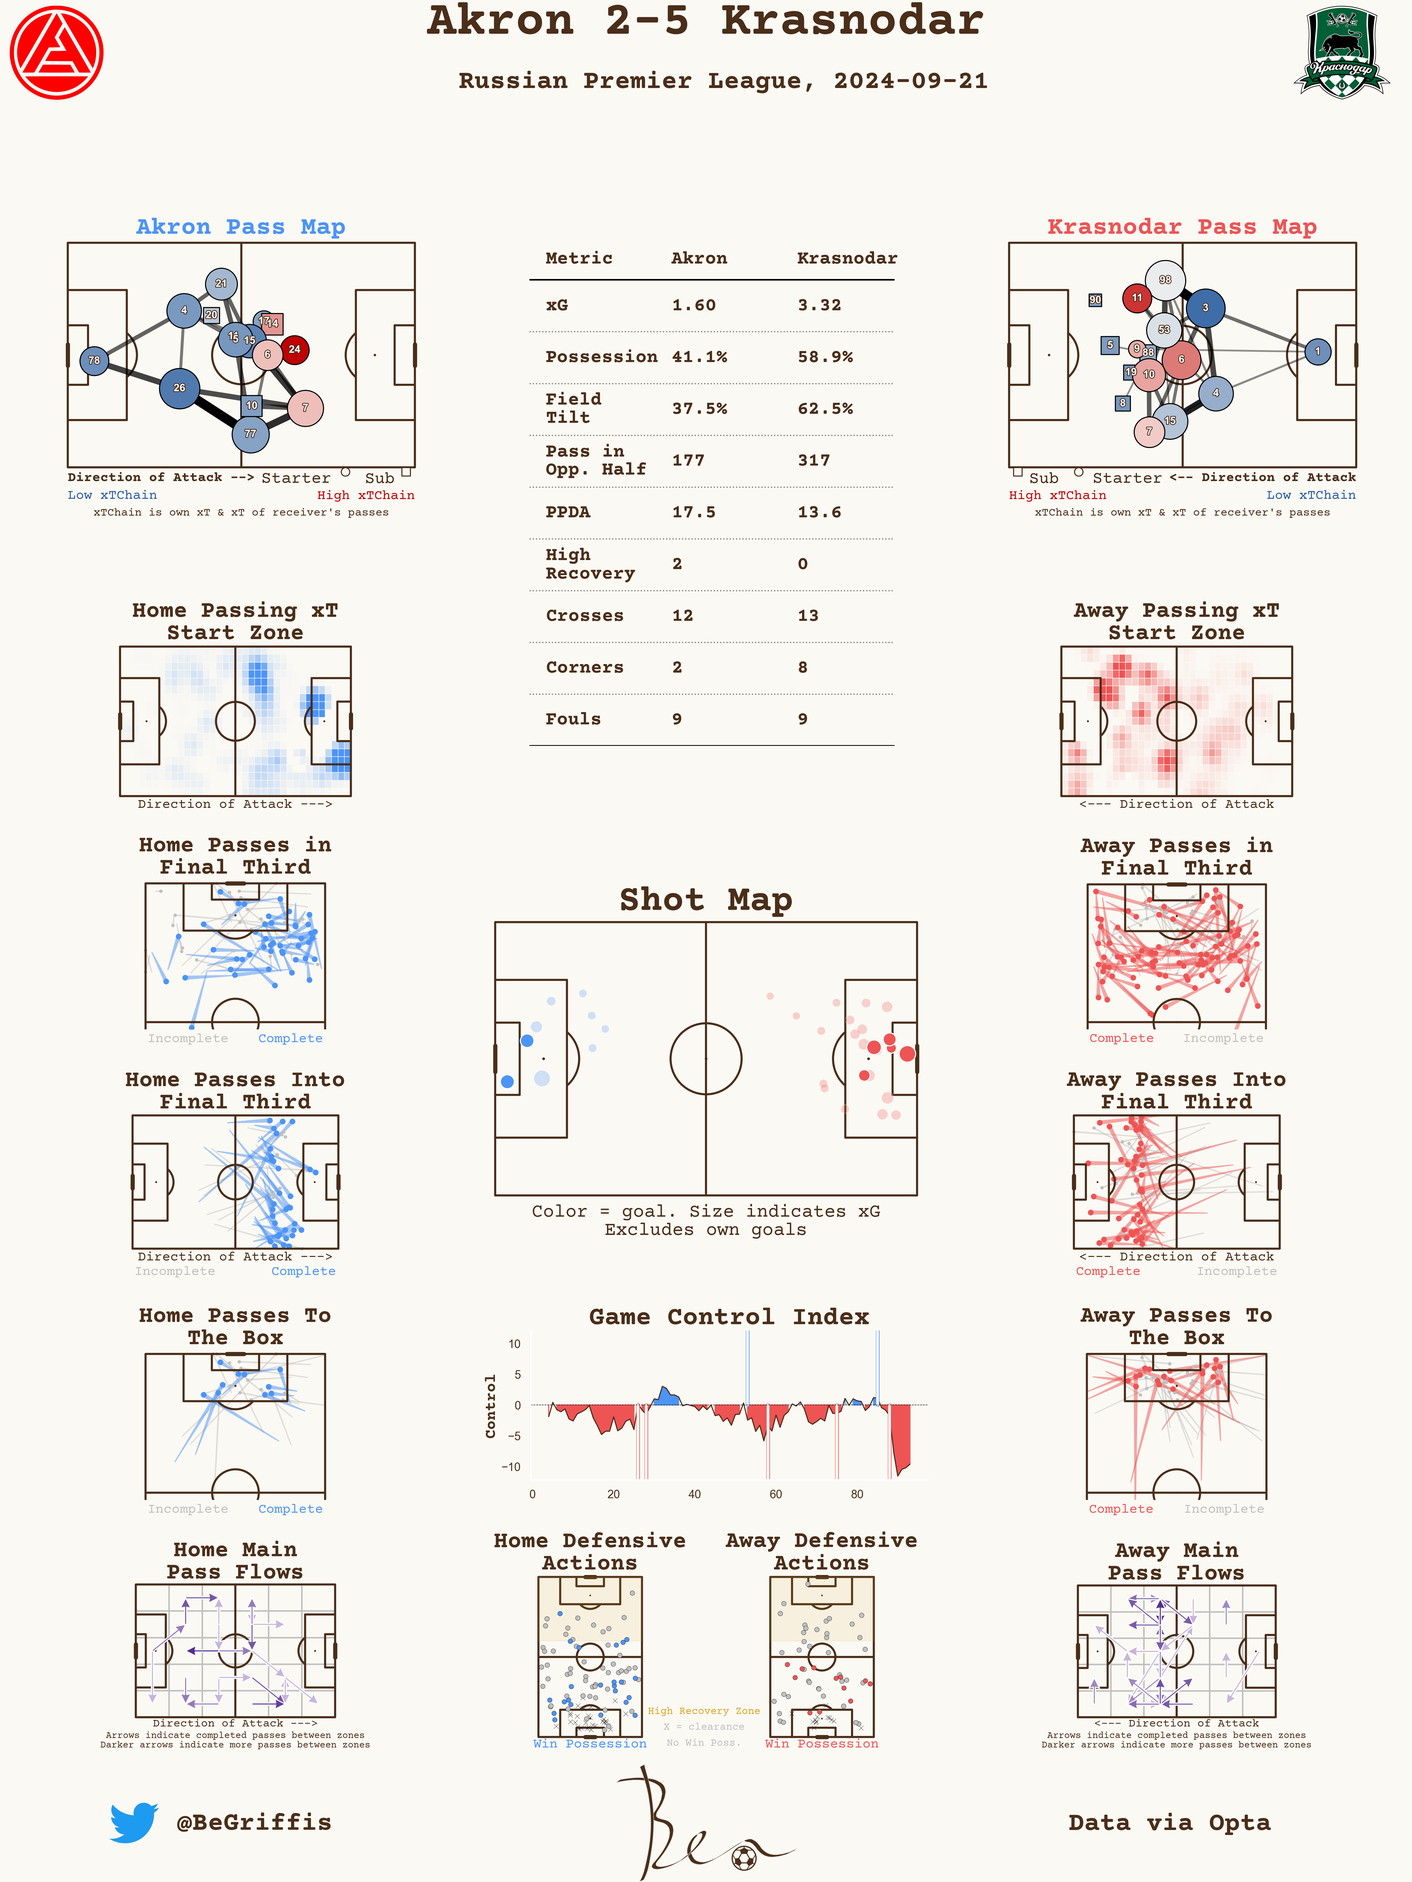 Akron 2-5 Krasnodar
Russian Premier League, 2024-09-21
Краснодар
Akron Pass Map
21
4
20
17
14
15
15
6
24
78
26
10
7
77
Direction of Attack --> Starter Sub
Low xTChain High xTChain
xTChain is own xT & xT of receiver's passes
Metric Akron Krasnodar
xG 1.60 3.32
Possession 41.1% 58.9%
Field
Tilt 37.5% 62.5%
Pass in
Opp. Half 177 317
PPDA 17.5 13.6
High
Recovery 2 0
Crosses 12 13
Corners 2 8
Fouls 9 9
Krasnodar Pass Map
98
90
11
3
53
5
9
88
6
1
19
10
8
4
15
7
Sub Starter <-- Direction of Attack
High xTChain Low xTChain
xTChain is own xT & xT of receiver's passes
Home Passing xT
Start Zone
Direction of Attack --->
Away Passing xT
Start Zone
<--- Direction of Attack
Home Passes in
Final Third
Incomplete Complete
Away Passes in
Final Third
Complete Incomplete
Shot Map
Color = goal. Size indicates xG
Excludes own goals
Home Passes Into
Final Third
Direction of Attack --->
Incomplete Complete
Away Passes Into
Final Third
<--- Direction of Attack
Complete Incomplete
Home Passes To
The Box
Incomplete Complete
Game Control Index
Control
10
5
0
−5
−10
0 20 40 60 80
Away Passes To
The Box
Complete Incomplete
Home Main
Pass Flows
Direction of Attack --->
Arrows indicate completed passes between zones
Darker arrows indicate more passes between zones
Home Defensive
Actions
Win Possession
Away Defensive
Actions
Win Possession
High Recovery Zone
X = clearance
No Win Poss.
Away Main
Pass Flows
<--- Direction of Attack
Arrows indicate completed passes between zones
Darker arrows indicate more passes between zones
@BeGriffis
Ben
Data via Opta